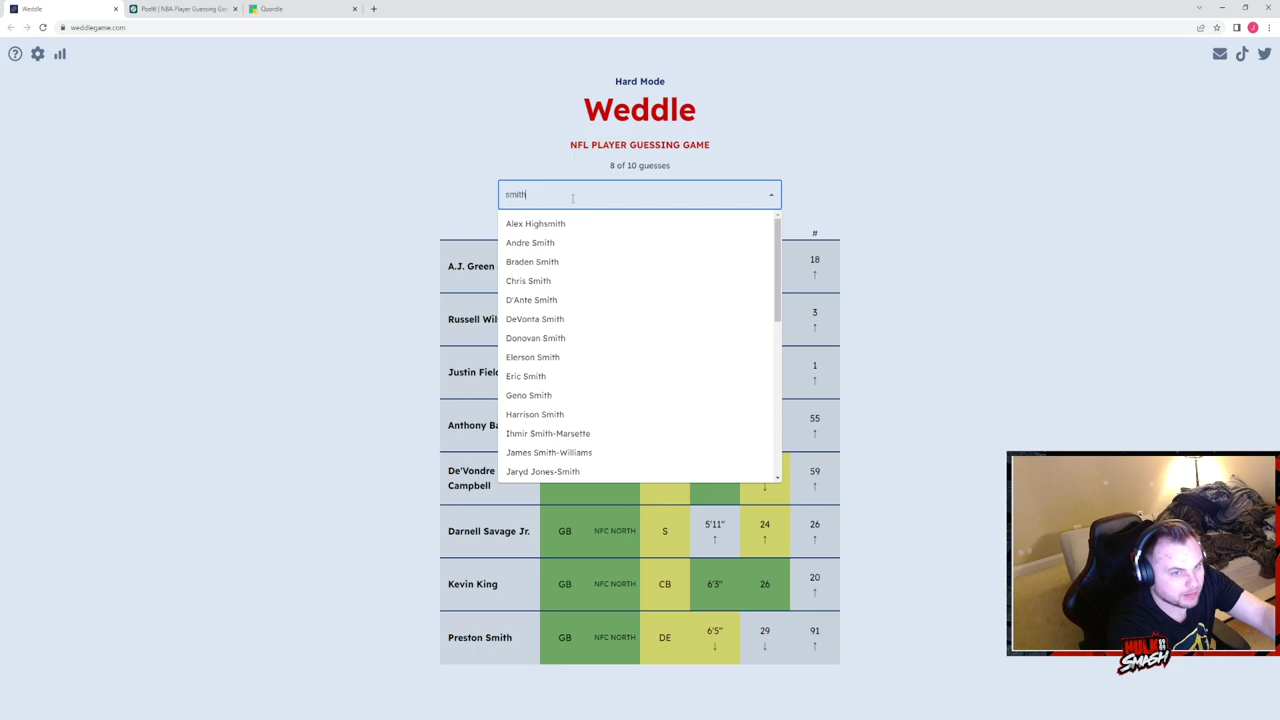 Weddle
Poeltl | NBA Player Guessing Ga
Quordle
weddlegame.com
J
Hard Mode
Weddle
NFL PLAYER GUESSING GAME
8 of 10 guesses
smith
Alex Highsmith
Andre Smith
Braden Smith
Chris Smith
D'Ante Smith
DeVonta Smith
Donovan Smith
Elerson Smith
Eric Smith
Geno Smith
Harrison Smith
Ihmir Smith-Marsette
James Smith-Williams
Jaryd Jones-Smith
#
A.J. Green 18 ↑
Russell Wils 3 ↑
Justin Field 1 ↑
Anthony Ba 55 ↑
De'Vondre Campbell ↓ 59 ↑
Darnell Savage Jr. GB NFC NORTH S 5'11" ↑ 24 ↑ 26 ↑
Kevin King GB NFC NORTH CB 6'3" 26 20 ↑
Preston Smith GB NFC NORTH DE 6'5" ↓ 29 ↓ 91 ↑
HULK
SMASH